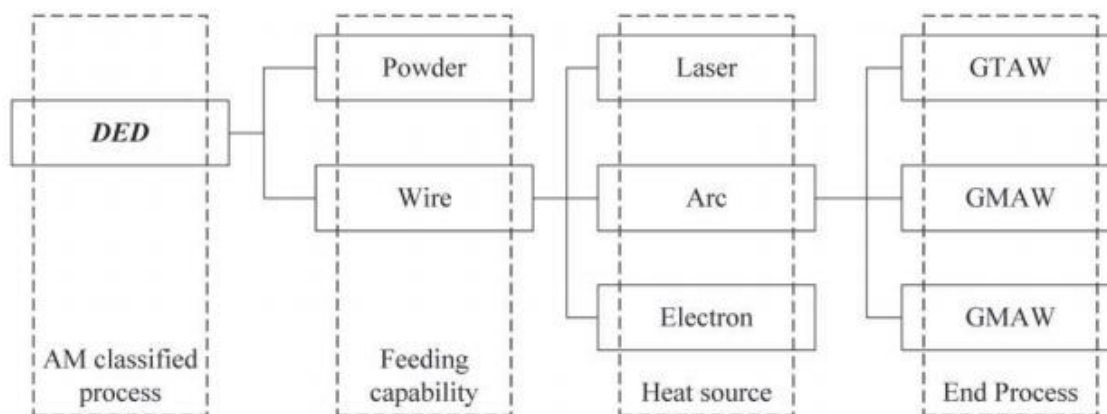 Powder
Laser
GTAW
DED
Wire
Arc
GMAW
Electron
GMAW
AM classified
process
Feeding
capability
Heat source
End Process